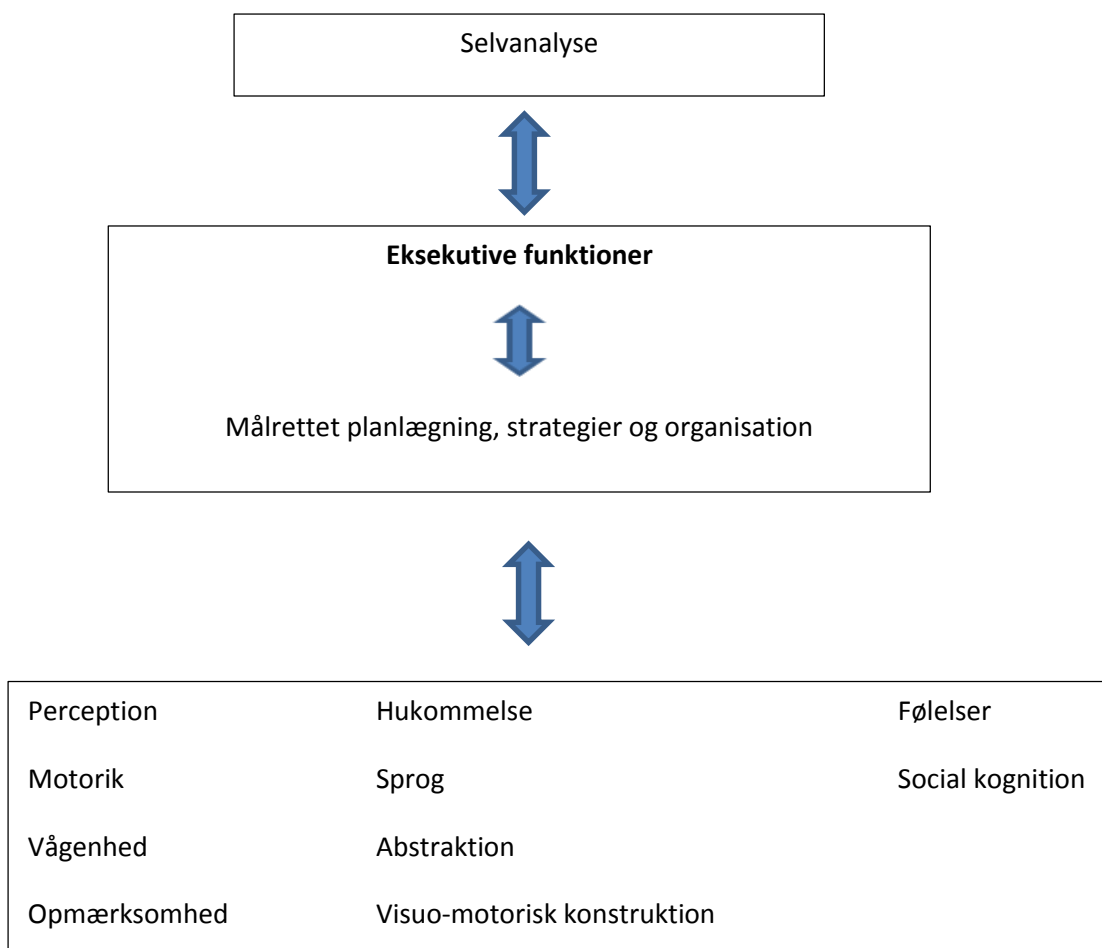 Selvanalyse
Eksekutive funktioner
Målrettet planlægning, strategier og organisation
Perception Hukommelse Følelser
Motorik Sprog Social kognition
Vågenhed Abstraktion
Opmærksomhed Visuo-motorisk konstruktion